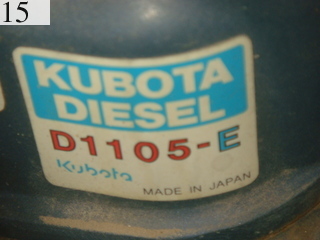 15
KUBOTA
DIESEL
D1105-E
Kubota
MADE IN JAPAN